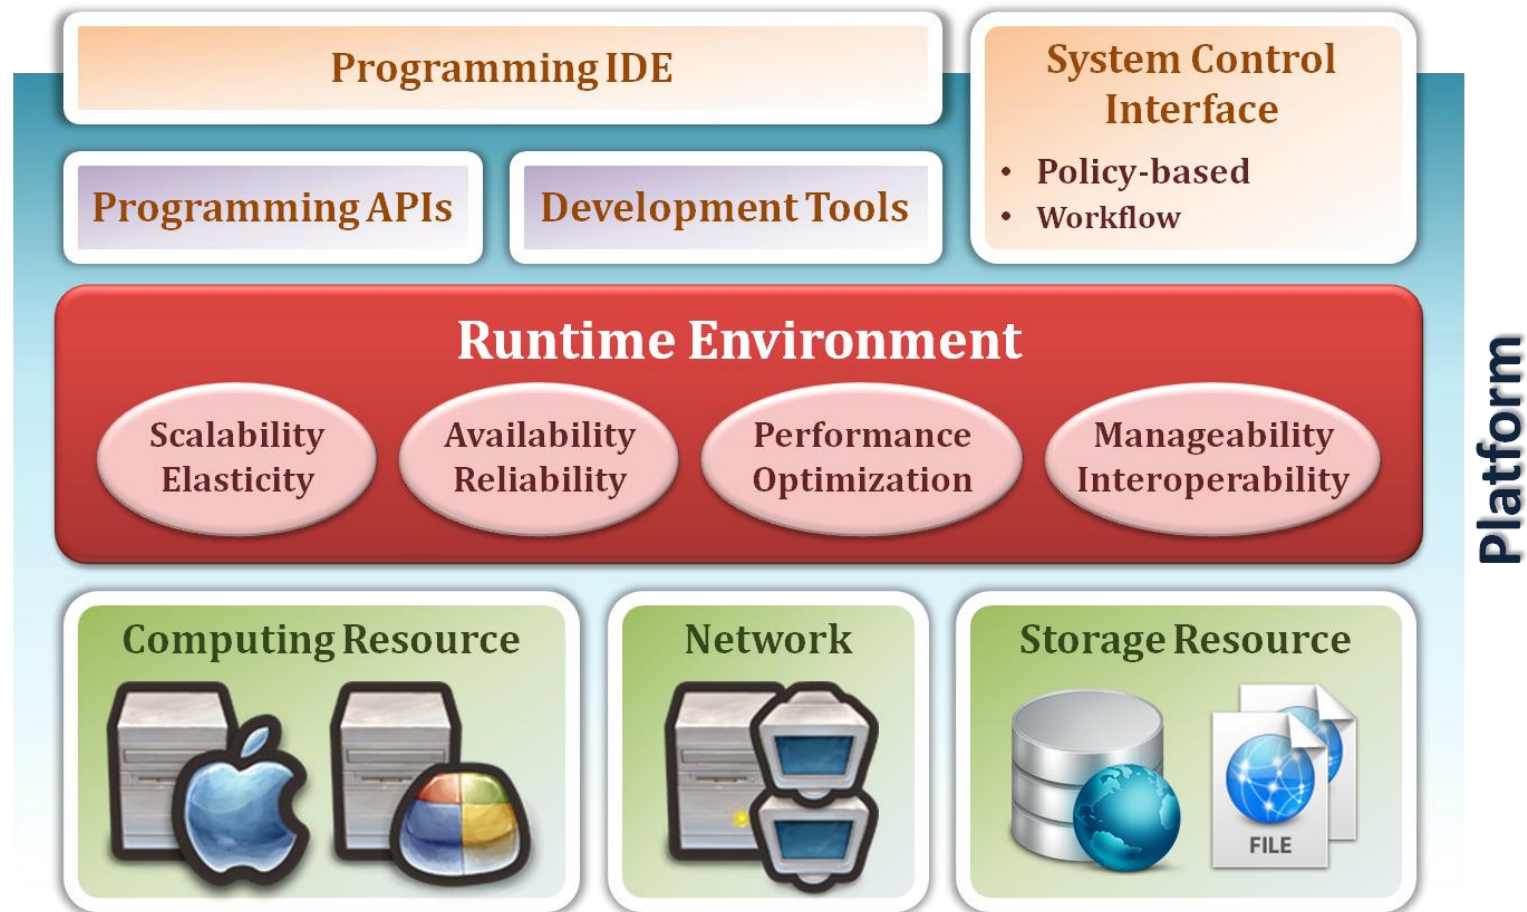 Programming IDE
System Control
Interface
• Policy-based
• Workflow
Programming APIs
Development Tools
Runtime Environment
Scalability
Elasticity
Availability
Reliability
Performance
Optimization
Manageability
Interoperability
Platform
Computing Resource
Network
Storage Resource
FILE